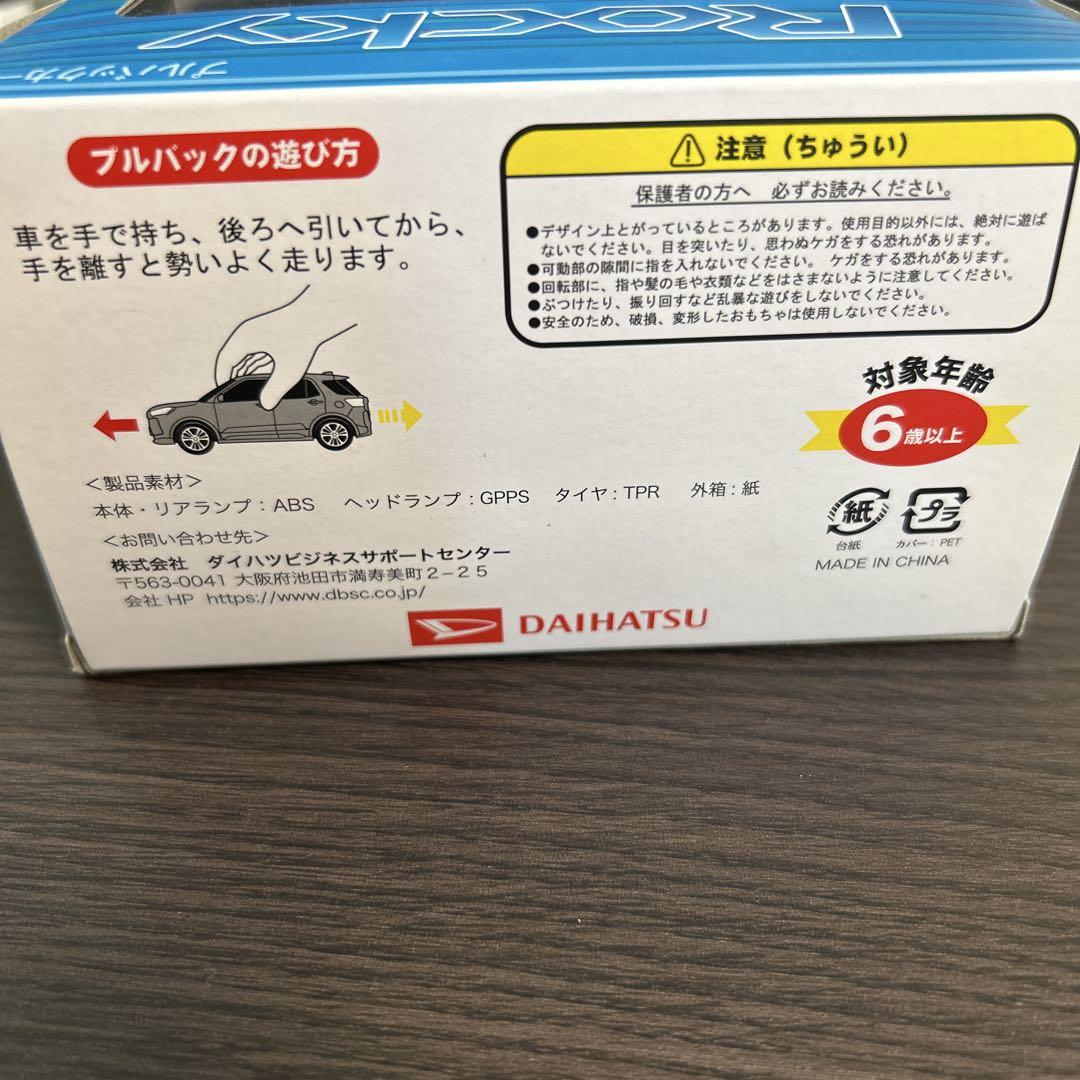 Rocky
プルバックカー
プルバックの遊び方
車を手で持ち、後ろへ引いてから、
手を離すと勢いよく走ります。
注意（ちゅうい）
保護者の方へ　必ずお読みください。
●デザイン上とがっているところがあります。使用目的以外には、絶対に遊ば
ないでください。目を突いたり、思わぬケガをする恐れがあります。
●可動部の隙間に指を入れないでください。 ケガをする恐れがあります。
●回転部に、指や髪の毛や衣類などをはさまないように注意してください。
●ぶつけたり、振り回すなど乱暴な遊びをしないでください。
●安全のため、破損、変形したおもちゃは使用しないでください。
対象年齢
6歳以上
＜製品素材＞
本体・リアランプ：ABS　ヘッドランプ：GPPS　タイヤ：TPR　外箱：紙
＜お問い合わせ先＞
株式会社　ダイハツビジネスサポートセンター
〒563-0041 大阪府池田市満寿美町2－25
会社 HP https://www.dbsc.co.jp/
DAIHATSU
紙
台紙
プラ
カバー：PET
MADE IN CHINA